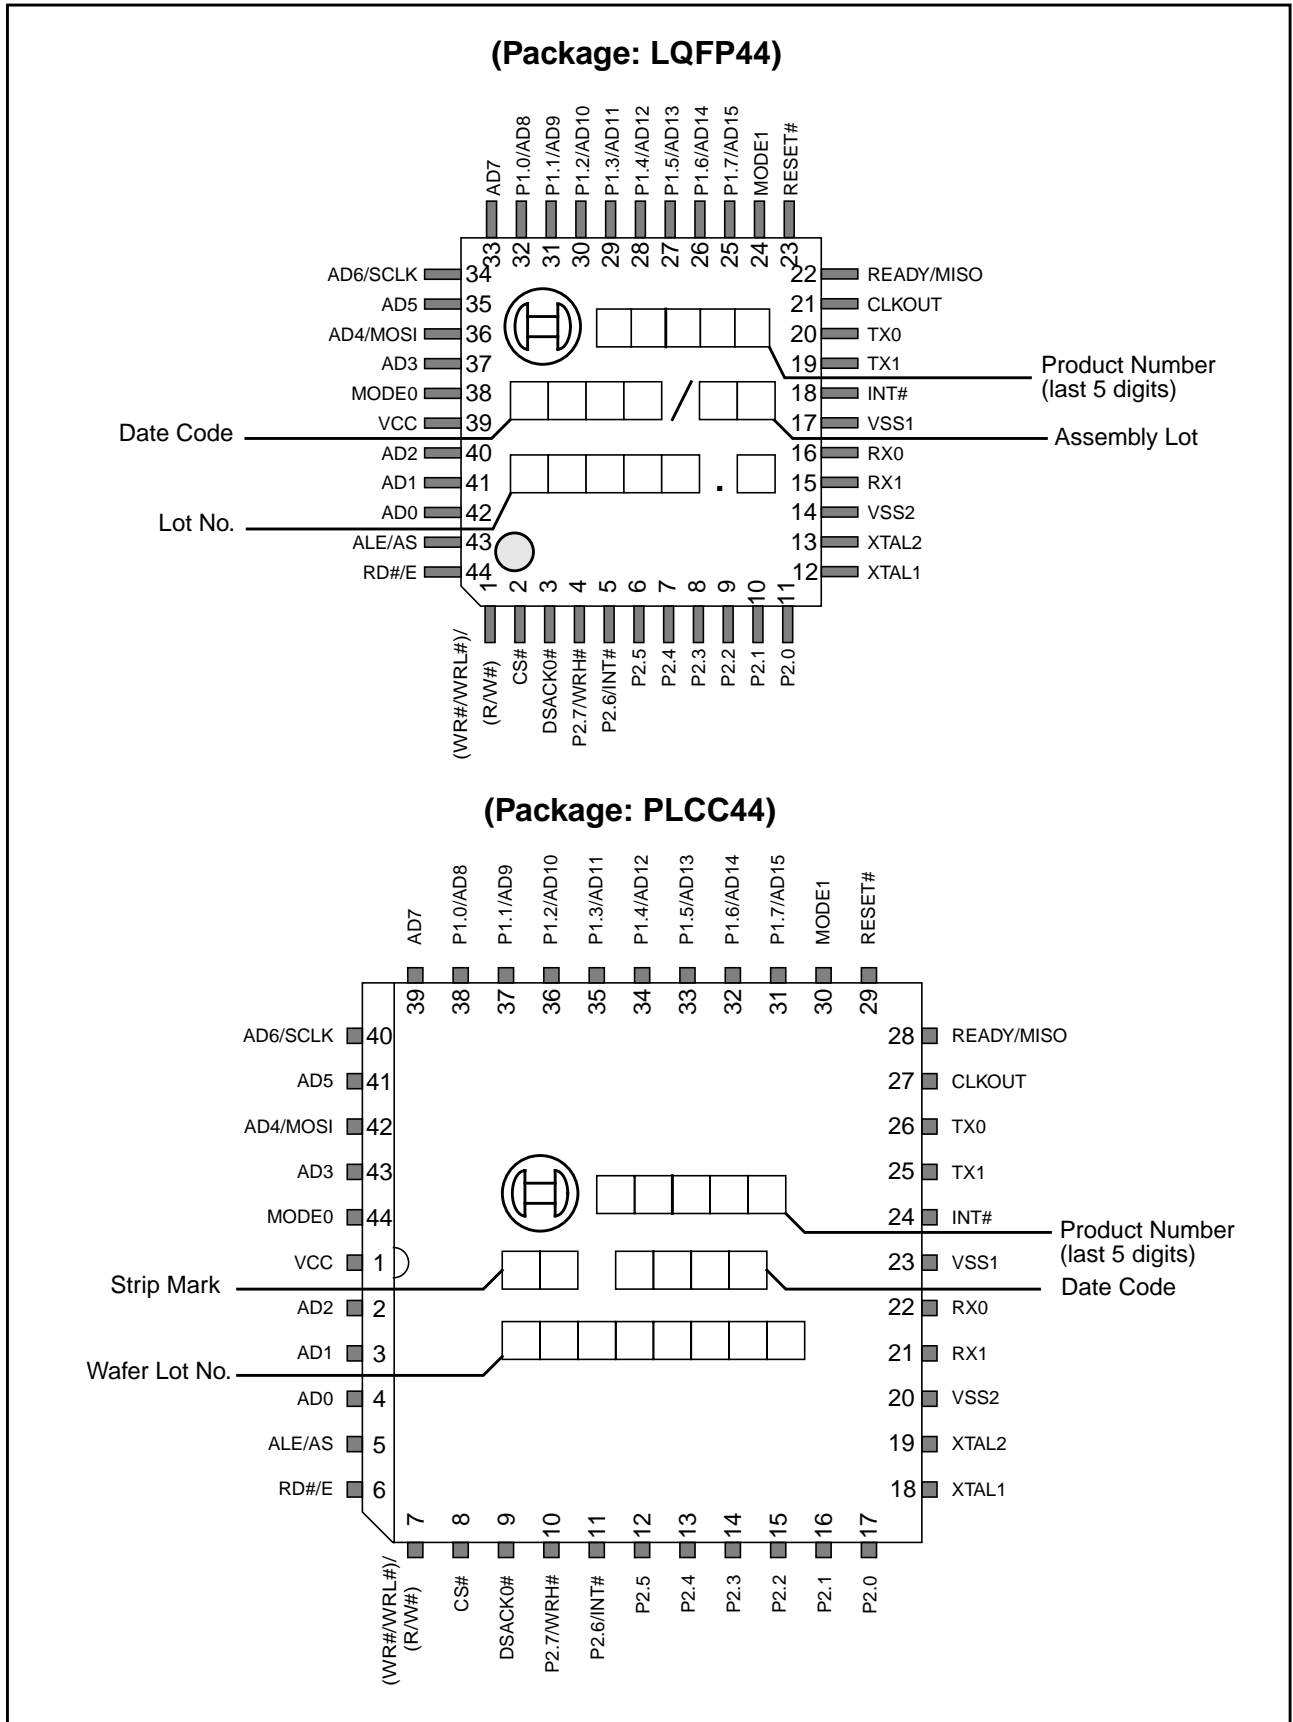 (Package: LQFP44)
AD7
P1.0/AD8
P1.1/AD9
P1.2/AD10
P1.3/AD11
P1.4/AD12
P1.5/AD13
P1.6/AD14
P1.7/AD15
MODE1
RESET#
33 32 31 30 29 28 27 26 25 24 23
AD6/SCLK 34 22 READY/MISO
AD5 35 21 CLKOUT
AD4/MOSI 36 20 TX0
AD3 37 19 TX1
Product Number
(last 5 digits)
MODE0 38 / 18 INT#
VCC 39 17 VSS1
Date Code
Assembly Lot
AD2 40 16 RX0
AD1 41 . 15 RX1
AD0 42 14 VSS2
Lot No.
ALE/AS 43 13 XTAL2
RD#/E 44 12 XTAL1
1 2 3 4 5 6 7 8 9 10 11
(WR#/WRL#)/
(R/W#)
CS#
DSACK0#
P2.7/WRH#
P2.6/INT#
P2.5
P2.4
P2.3
P2.2
P2.1
P2.0
(Package: PLCC44)
AD7
P1.0/AD8
P1.1/AD9
P1.2/AD10
P1.3/AD11
P1.4/AD12
P1.5/AD13
P1.6/AD14
P1.7/AD15
MODE1
RESET#
39 38 37 36 35 34 33 32 31 30 29
AD6/SCLK 40 28 READY/MISO
AD5 41 27 CLKOUT
AD4/MOSI 42 26 TX0
AD3 43 25 TX1
MODE0 44 24 INT#
Product Number
(last 5 digits)
VCC 1 23 VSS1
Strip Mark
Date Code
AD2 2 22 RX0
AD1 3 21 RX1
Wafer Lot No.
AD0 4 20 VSS2
ALE/AS 5 19 XTAL2
RD#/E 6 18 XTAL1
7 8 9 10 11 12 13 14 15 16 17
(WR#/WRL#)/
(R/W#)
CS#
DSACK0#
P2.7/WRH#
P2.6/INT#
P2.5
P2.4
P2.3
P2.2
P2.1
P2.0